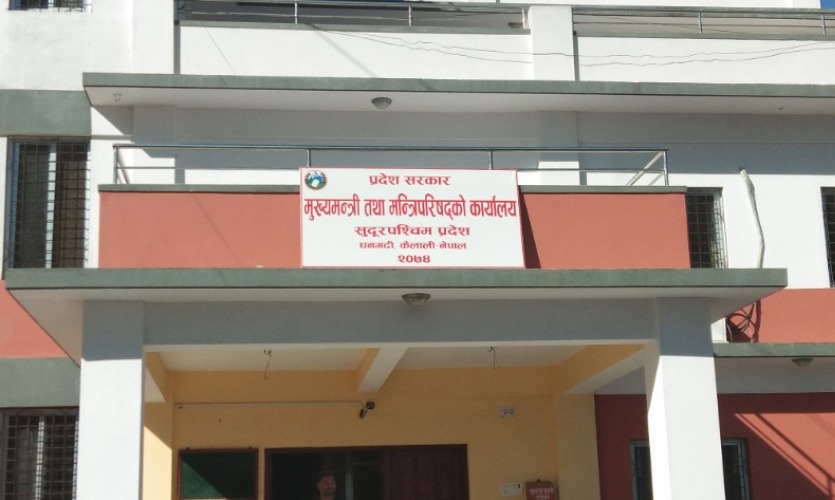 प्रदेश सरकार
मुख्यमन्त्री तथा मन्त्रिपरिषद्को कार्यालय
सुदूरपश्चिम प्रदेश
धनगढी, कैलाली-नेपाल
२०७४